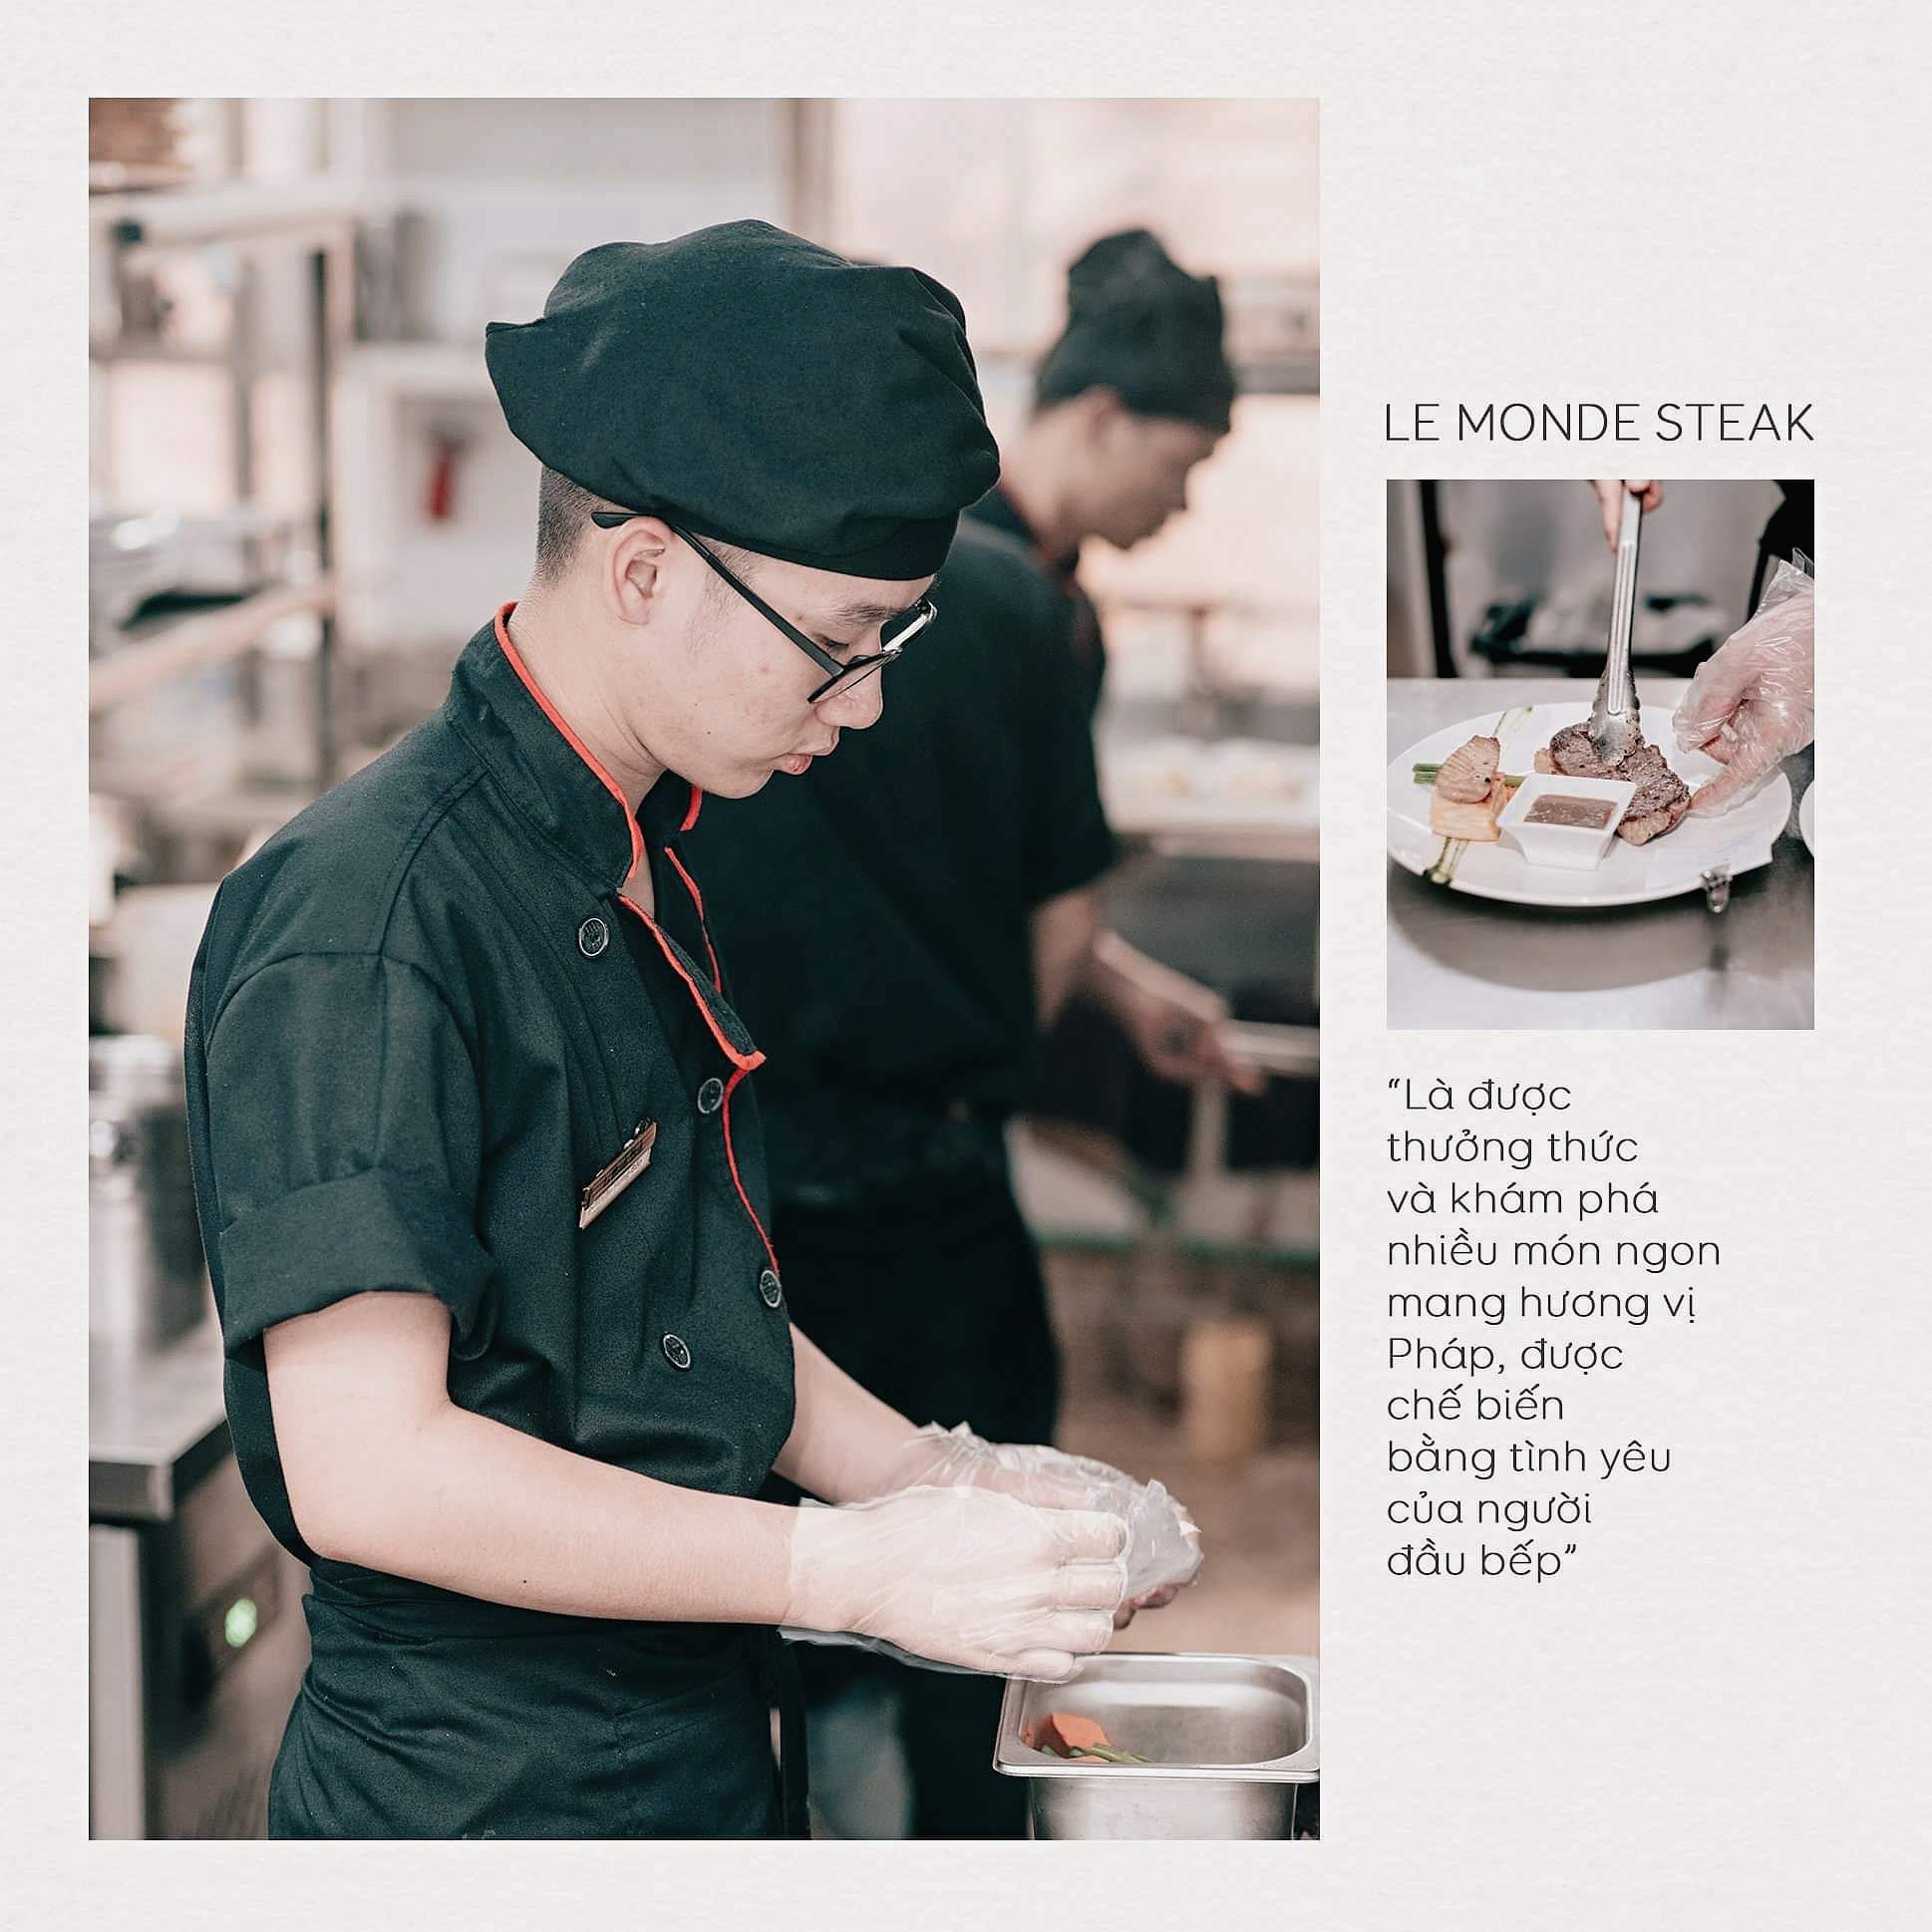 LE MONDE STEAK
“Là được
thưởng thức
và khám phá
nhiều món ngon
mang hương vị
Pháp, được
chế biến
bằng tình yêu
của người
đầu bếp”